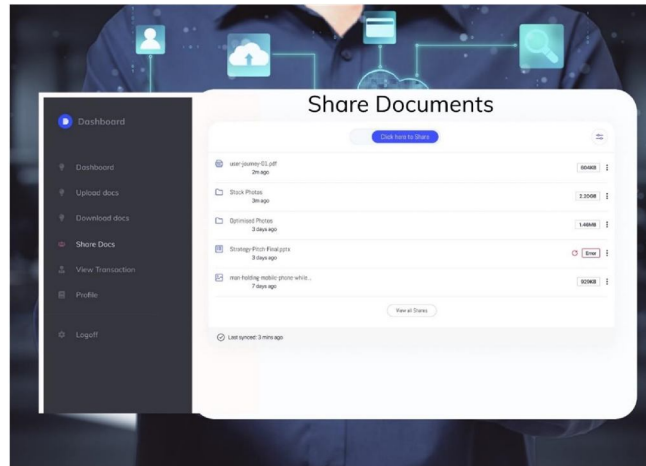 Share Documents
Dashboard
Click here to Share
Dashboard
Upload docs
Download docs
Share Docs
View Transaction
Profile
Logoff
user-journey-01.pdf
2m ago
604KB
Stock Photos
3m ago
2.20GB
Optimised Photos
3 days ago
1.46MB
Strategy-Pitch-Final.pptx
3 days ago
Error
man-holding-mobile-phone-while...
7 days ago
929KB
View all Shares
Last synced: 3 mins ago